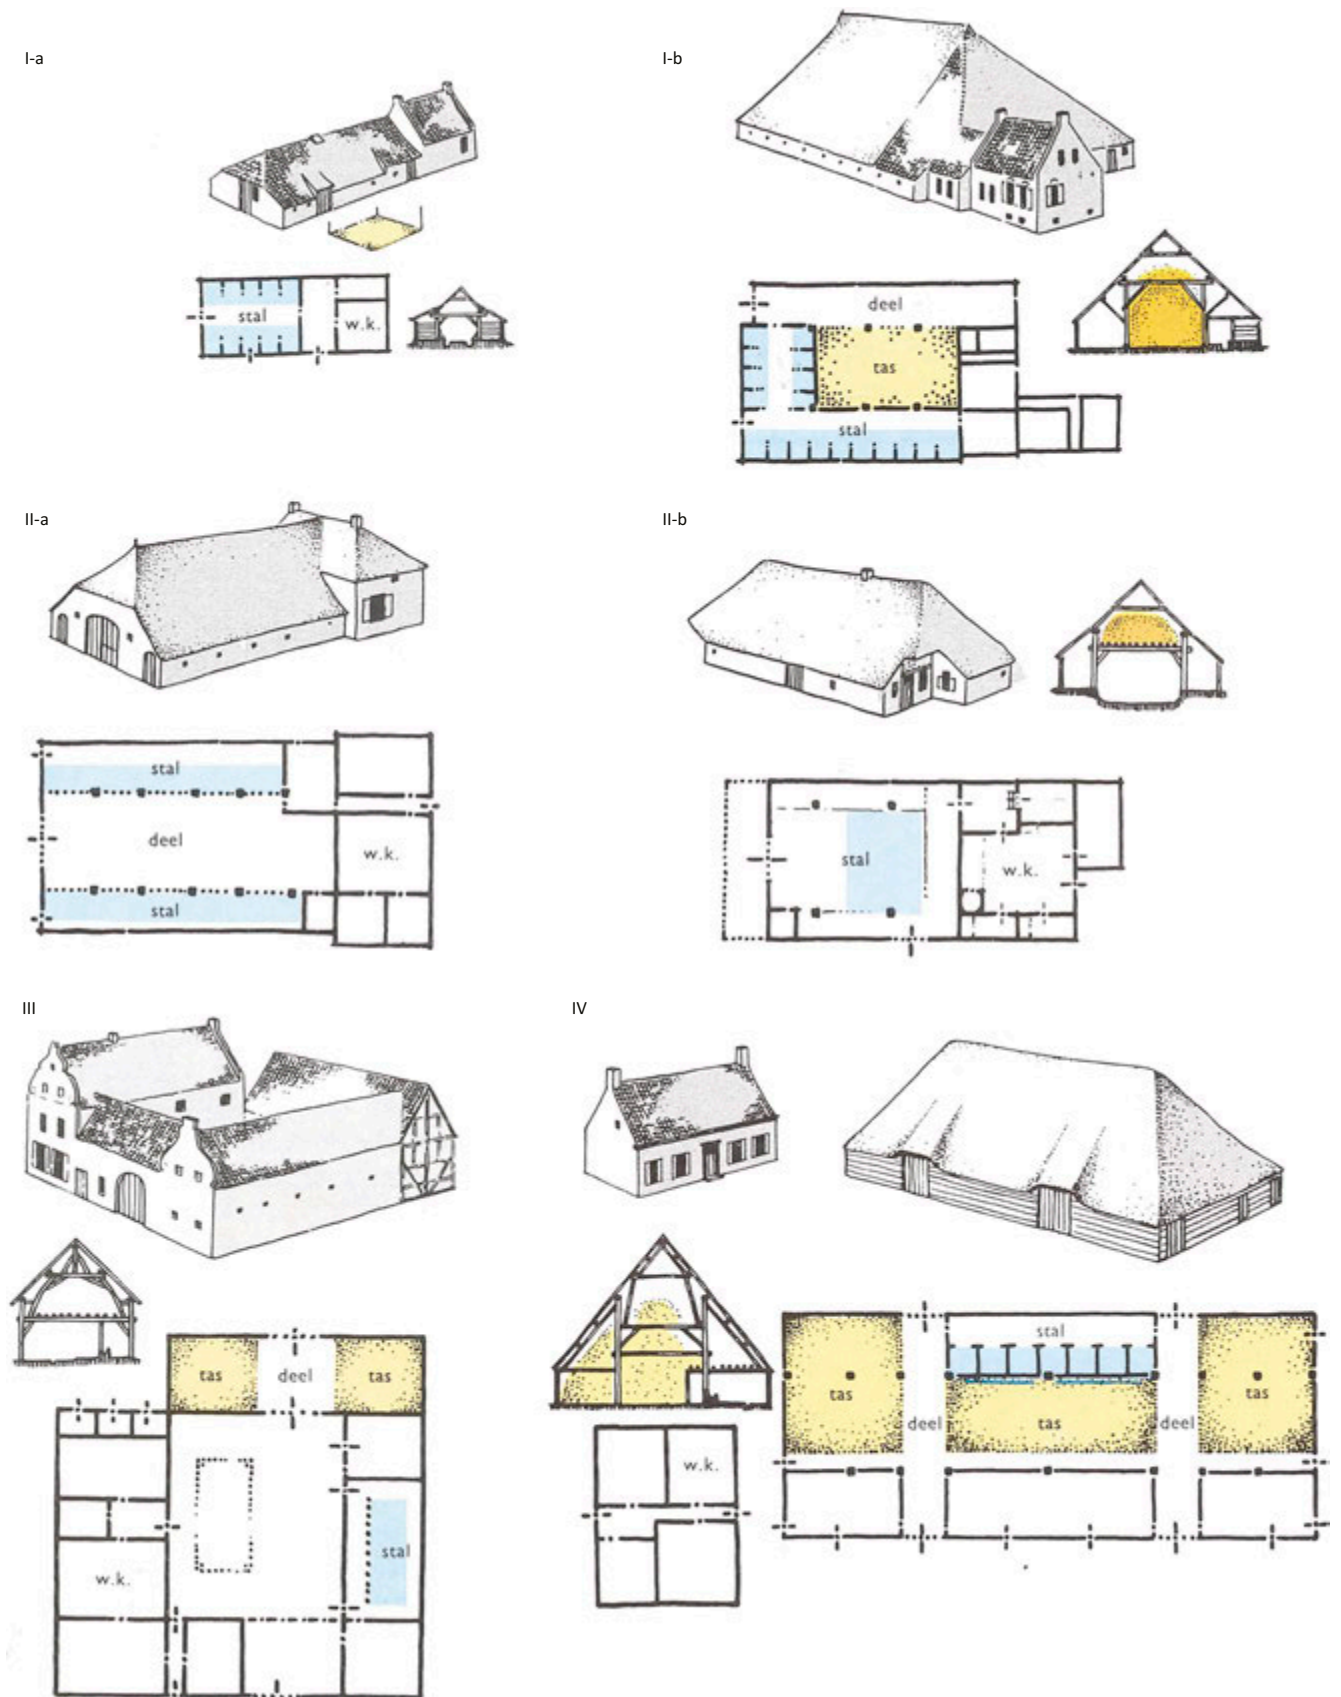 I-a
I-b
stal
w.k.
deel
tas
stal
II-a
II-b
stal
deel
w.k.
stal
stal
w.k.
III
IV
tas
deel
tas
w.k.
stal
w.k.
stal
tas
deel
tas
deel
tas